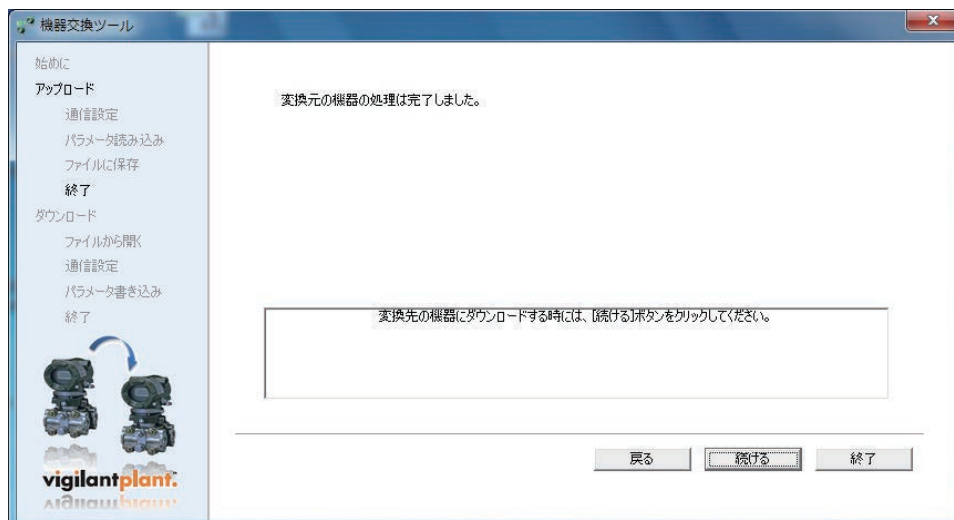 機器交換ツール
始めに
アップロード
通信設定
パラメータ読み込み
ファイルに保存
終了
ダウンロード
ファイルから開く
通信設定
パラメータ書き込み
終了
vigilantplant.
変換元の機器の処理は完了しました。
変換先の機器にダウンロードする時には、[続ける]ボタンをクリックしてください。
戻る
続ける
終了